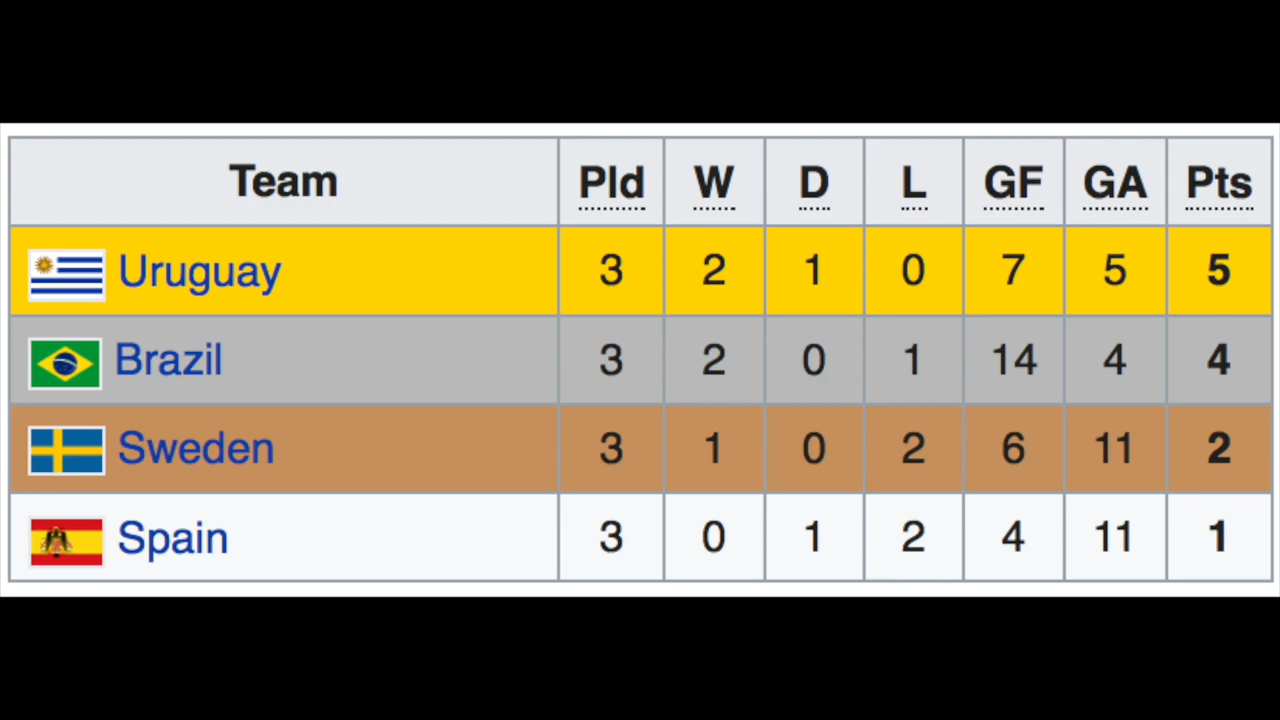 Team Pld W D L GF GA Pts
Uruguay 3 2 1 0 7 5 5
Brazil 3 2 0 1 14 4 4
Sweden 3 1 0 2 6 11 2
Spain 3 0 1 2 4 11 1